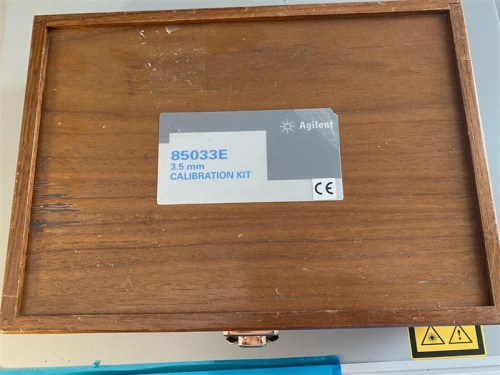 Agilent
85033E
3.5 mm
CALIBRATION KIT
CE